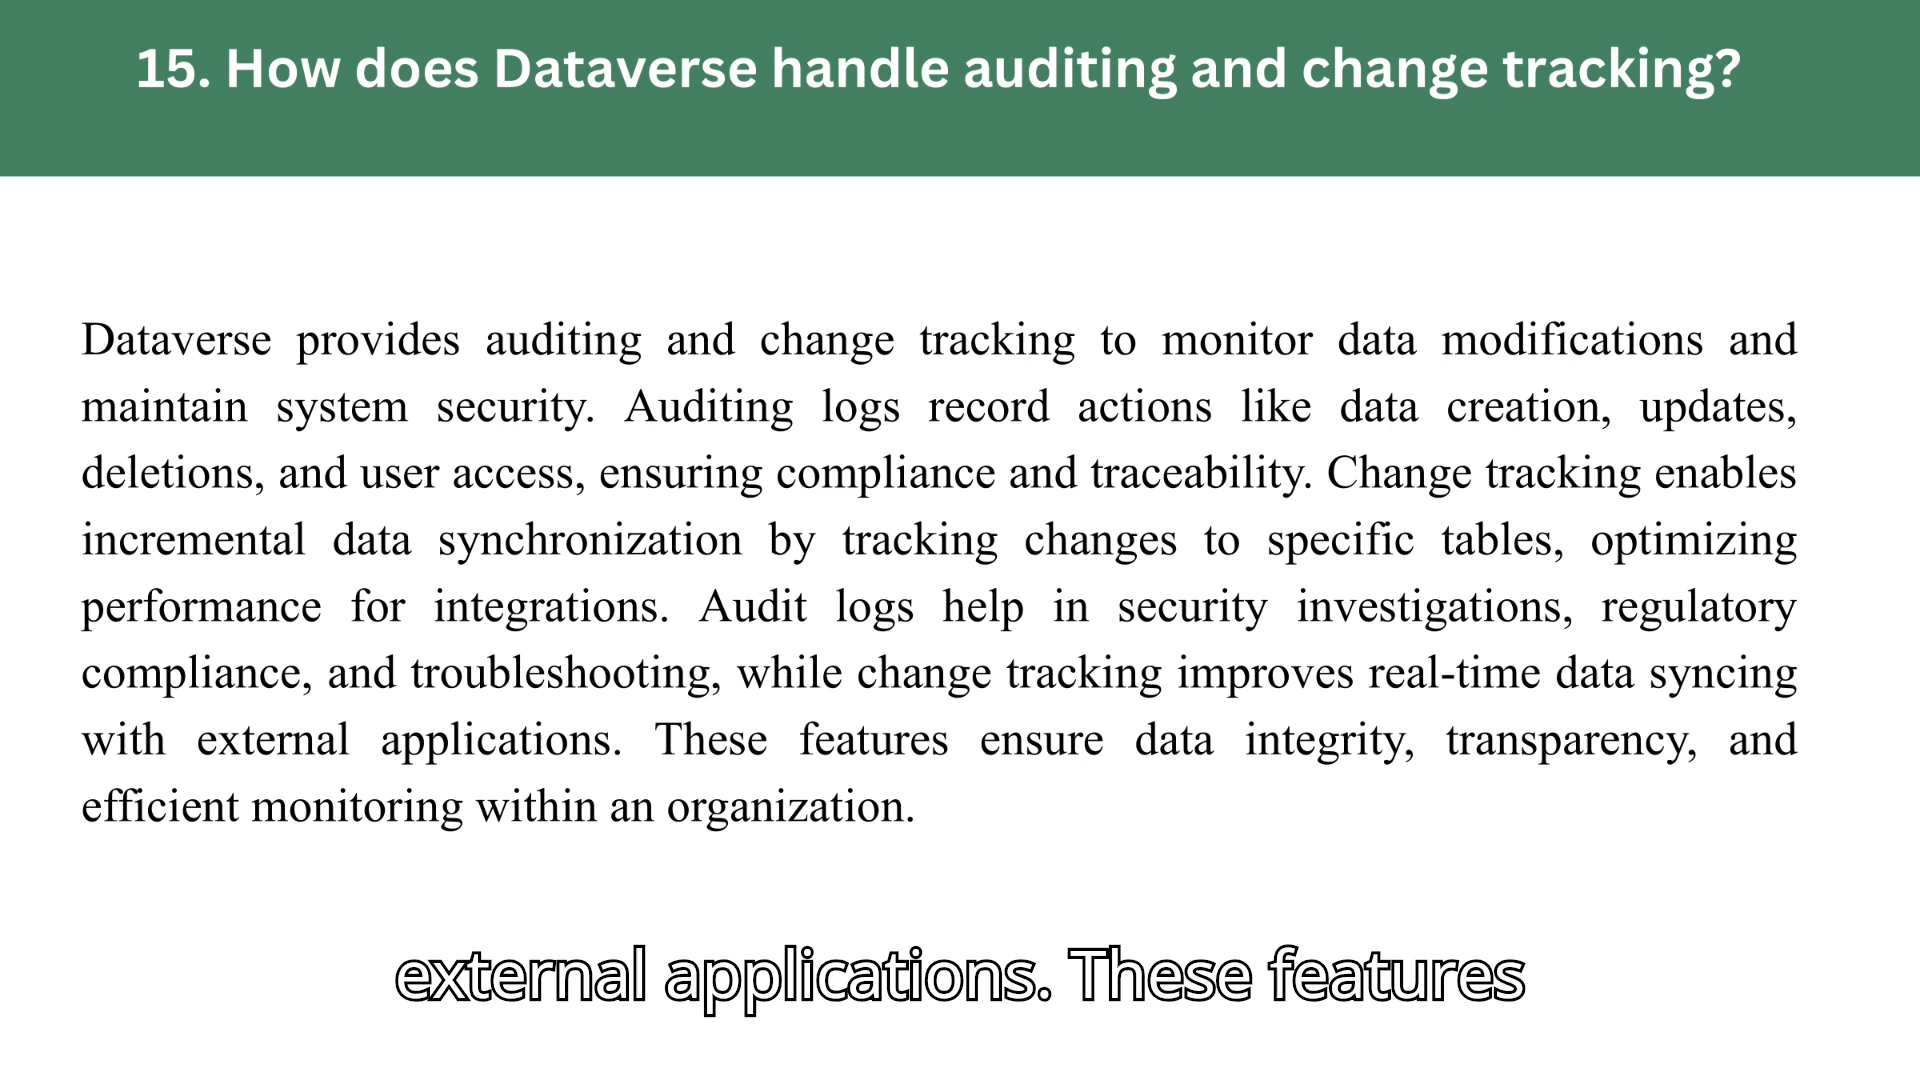 15. How does Dataverse handle auditing and change tracking?
Dataverse provides auditing and change tracking to monitor data modifications and
maintain system security. Auditing logs record actions like data creation, updates,
deletions, and user access, ensuring compliance and traceability. Change tracking enables
incremental data synchronization by tracking changes to specific tables, optimizing
performance for integrations. Audit logs help in security investigations, regulatory
compliance, and troubleshooting, while change tracking improves real-time data syncing
with external applications. These features ensure data integrity, transparency, and
efficient monitoring within an organization.
external applications. These features